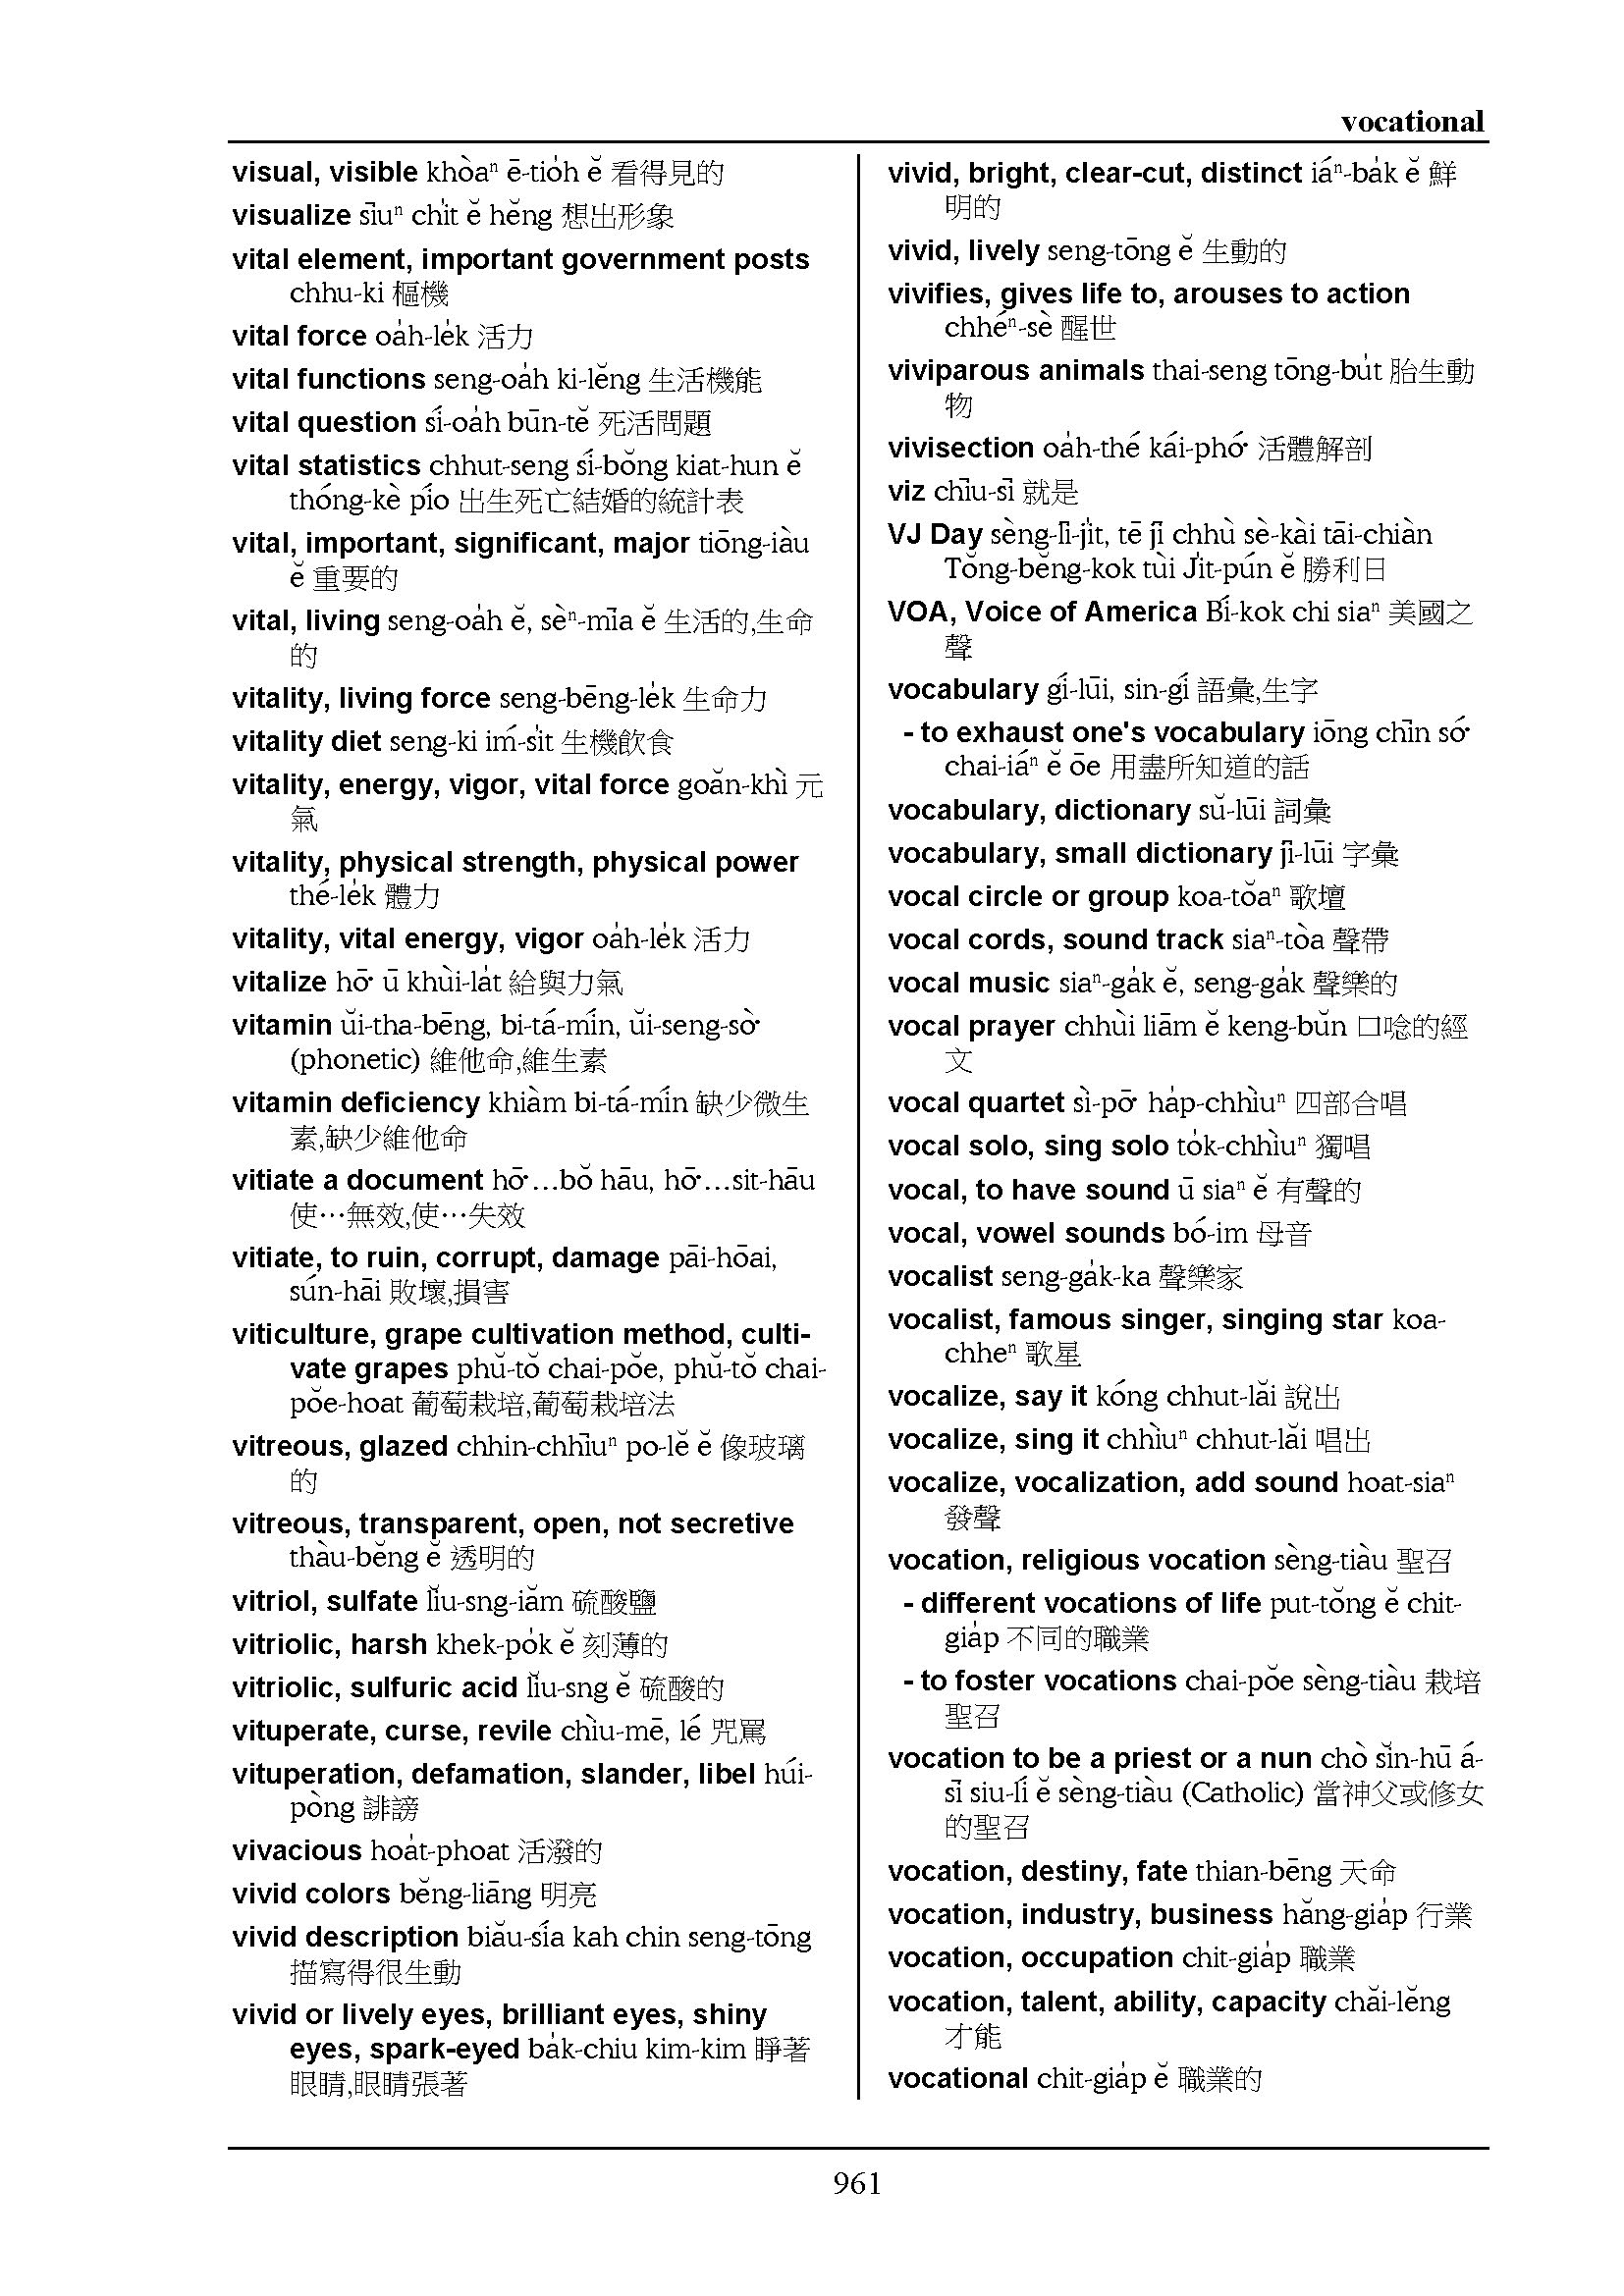 vocational
visual, visible khòaⁿ ē-tio̍h ĕ 看得見的
visualize sīuⁿ chi̍t ĕ hĕng 想出形象
vital element, important government posts
chhu-ki 樞機
vital force oa̍h-le̍k 活力
vital functions seng-oa̍h ki-lĕng 生活機能
vital question sí-oa̍h būn-tĕ 死活問題
vital statistics chhut-seng sí-bŏng kiat-hun ĕ
thóng-kè pío 出生死亡結婚的統計表
vital, important, significant, major tiōng-iàu
ĕ 重要的
vital, living seng-oa̍h ĕ, sèⁿ-mīa ĕ 生活的,生命
的
vitality, living force seng-bēng-le̍k 生命力
vitality diet seng-ki ím-si̍t 生機飲食
vitality, energy, vigor, vital force goăn-khì 元
氣
vitality, physical strength, physical power
thé-le̍k 體力
vitality, vital energy, vigor oa̍h-le̍k 活力
vitalize hō͘ ū khùi-la̍t 給與力氣
vitamin ŭi-tha-bēng, bi-tá-mín, ŭi-seng-sò͘
(phonetic) 維他命,維生素
vitamin deficiency khiàm bi-tá-mín 缺少微生
素,缺少維他命
vitiate a document hō͘…bŏ hāu, hō͘…sit-hāu
使…無效,使…失效
vitiate, to ruin, corrupt, damage pāi-hōai,
sún-hāi 敗壞,損害
viticulture, grape cultivation method, culti-
vate grapes phŭ-tŏ chai-pŏe, phŭ-tŏ chai-
pŏe-hoat 葡萄栽培,葡萄栽培法
vitreous, glazed chhin-chhīuⁿ po-lĕ ĕ 像玻璃
的
vitreous, transparent, open, not secretive
thàu-bĕng ĕ 透明的
vitriol, sulfate lĭu-sng-iăm 硫酸鹽
vitriolic, harsh khek-po̍k ĕ 刻薄的
vitriolic, sulfuric acid lĭu-sng ĕ 硫酸的
vituperate, curse, revile chìu-mē, lé 咒罵
vituperation, defamation, slander, libel húi-
pòng 誹謗
vivacious hoa̍t-phoat 活潑的
vivid colors bĕng-liāng 明亮
vivid description biău-sía kah chin seng-tōng
描寫得很生動
vivid or lively eyes, brilliant eyes, shiny
eyes, spark-eyed ba̍k-chiu kim-kim 睜著
眼睛,眼睛張著
vivid, bright, clear-cut, distinct iáⁿ-ba̍k ĕ 鮮
明的
vivid, lively seng-tōng ĕ 生動的
vivifies, gives life to, arouses to action
chhéⁿ-sè 醒世
viviparous animals thai-seng tōng-bu̍t 胎生動
物
vivisection oa̍h-thé kái-phó͘ 活體解剖
viz chīu-sī 就是
VJ Day sèng-lī-ji̍t, tē jī chhù sè-kài tāi-chiàn
Tŏng-bĕng-kok tùi Ji̍t-pún ĕ 勝利日
VOA, Voice of America Bí-kok chi siaⁿ 美國之
聲
vocabulary gí-lūi, sin-gí 語彙,生字
- to exhaust one's vocabulary iōng chīn só͘
chai-iáⁿ ĕ ōe 用盡所知道的話
vocabulary, dictionary sŭ-lūi 詞彙
vocabulary, small dictionary jī-lūi 字彙
vocal circle or group koa-tŏaⁿ 歌壇
vocal cords, sound track siaⁿ-tòa 聲帶
vocal music siaⁿ-ga̍k ĕ, seng-ga̍k 聲樂的
vocal prayer chhùi liām ĕ keng-bŭn 口唸的經
文
vocal quartet sì-pō͘ ha̍p-chhìuⁿ 四部合唱
vocal solo, sing solo to̍k-chhìuⁿ 獨唱
vocal, to have sound ū siaⁿ ĕ 有聲的
vocal, vowel sounds bó-im 母音
vocalist seng-ga̍k-ka 聲樂家
vocalist, famous singer, singing star koa-
chheⁿ 歌星
vocalize, say it kóng chhut-lăi 說出
vocalize, sing it chhìuⁿ chhut-lăi 唱出
vocalize, vocalization, add sound hoat-siaⁿ
發聲
vocation, religious vocation sèng-tiàu 聖召
- different vocations of life put-tŏng ĕ chit-
gia̍p 不同的職業
- to foster vocations chai-pŏe sèng-tiàu 栽培
聖召
vocation to be a priest or a nun chò sĭn-hū á-
sī siu-lí ĕ sèng-tiàu (Catholic) 當神父或修女
的聖召
vocation, destiny, fate thian-bēng 天命
vocation, industry, business hăng-gia̍p 行業
vocation, occupation chit-gia̍p 職業
vocation, talent, ability, capacity chăi-lĕng
才能
vocational chit-gia̍p ĕ 職業的
961